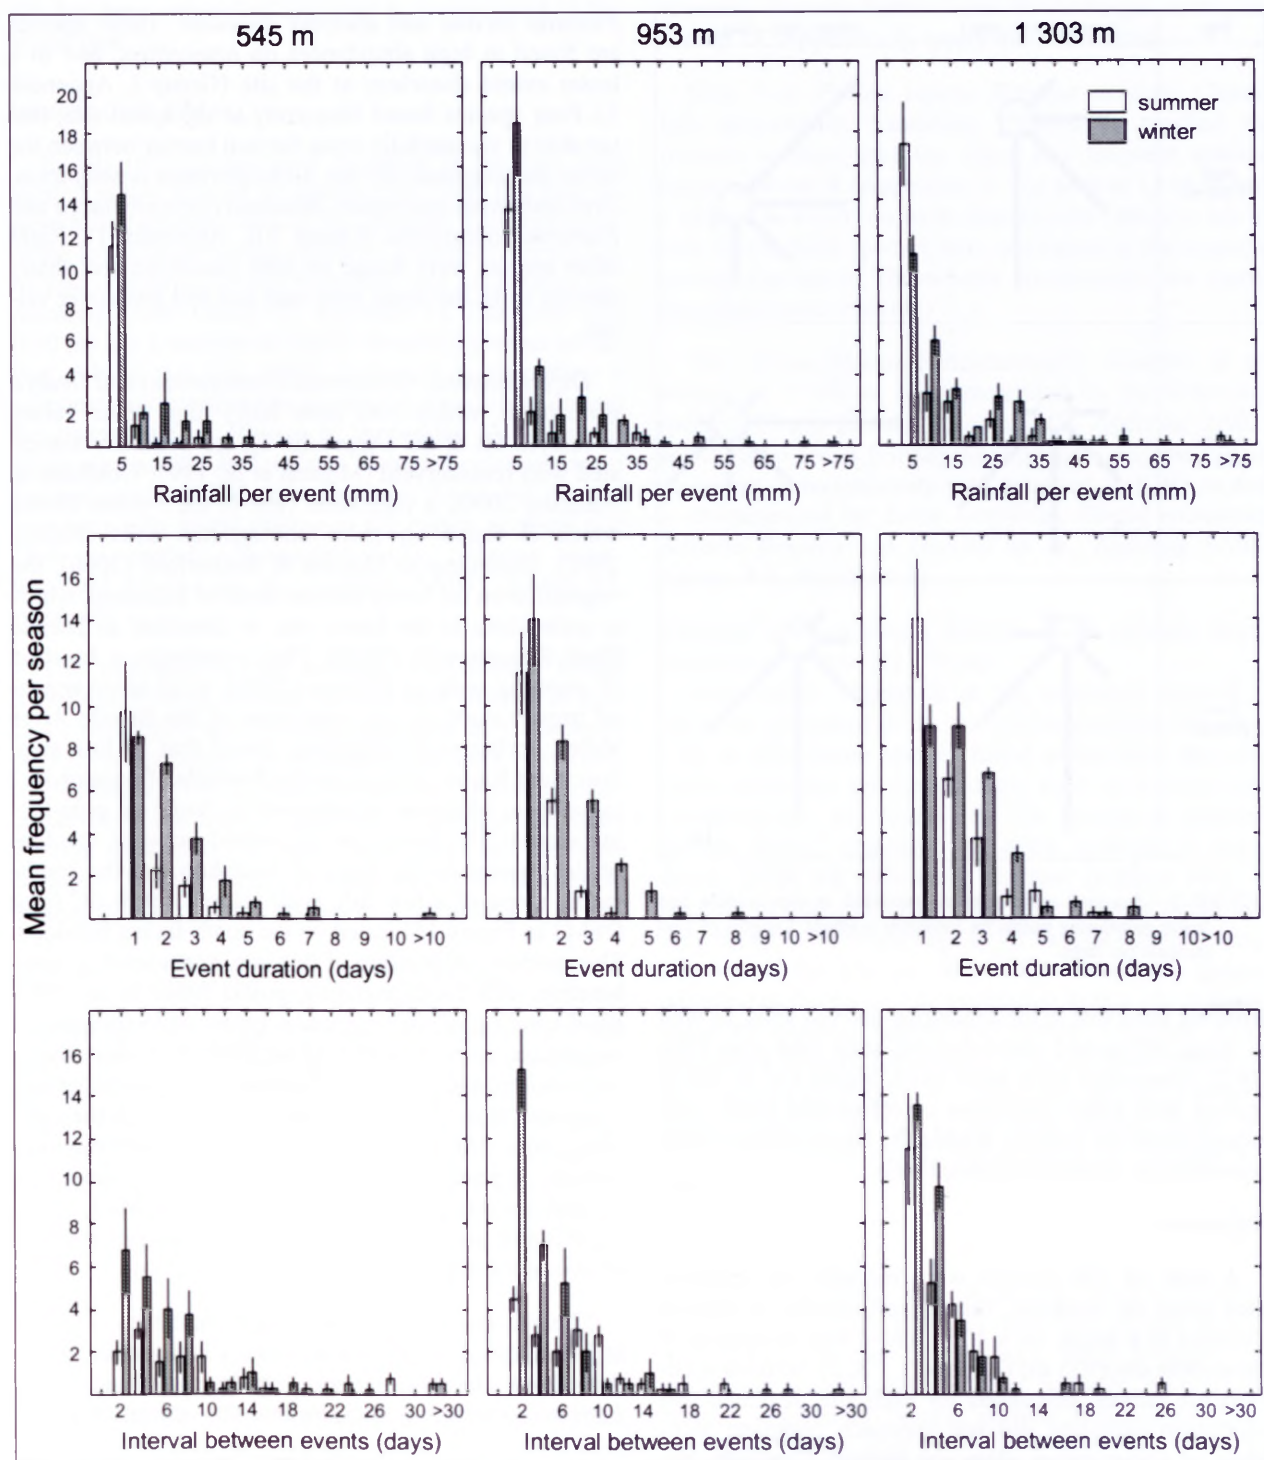 545 m 953 m 1 303 m
summer
winter
20
18
16
14
12
10
8
6
4
2
5 15 25 35 45 55 65 75 >75
5 15 25 35 45 55 65 75 >75
5 15 25 35 45 55 65 75 >75
Rainfall per event (mm) Rainfall per event (mm) Rainfall per event (mm)
Mean frequency per season
16
14
12
10
8
6
4
2
1 2 3 4 5 6 7 8 9 10 >10
1 2 3 4 5 6 7 8 9 10 >10
1 2 3 4 5 6 7 8 9 10 >10
Event duration (days) Event duration (days) Event duration (days)
16
14
12
10
8
6
4
2
2 6 10 14 18 22 26 30 >30
2 6 10 14 18 22 26 30 >30
2 6 10 14 18 22 26 30 >30
Interval between events (days) Interval between events (days) Interval between events (days)